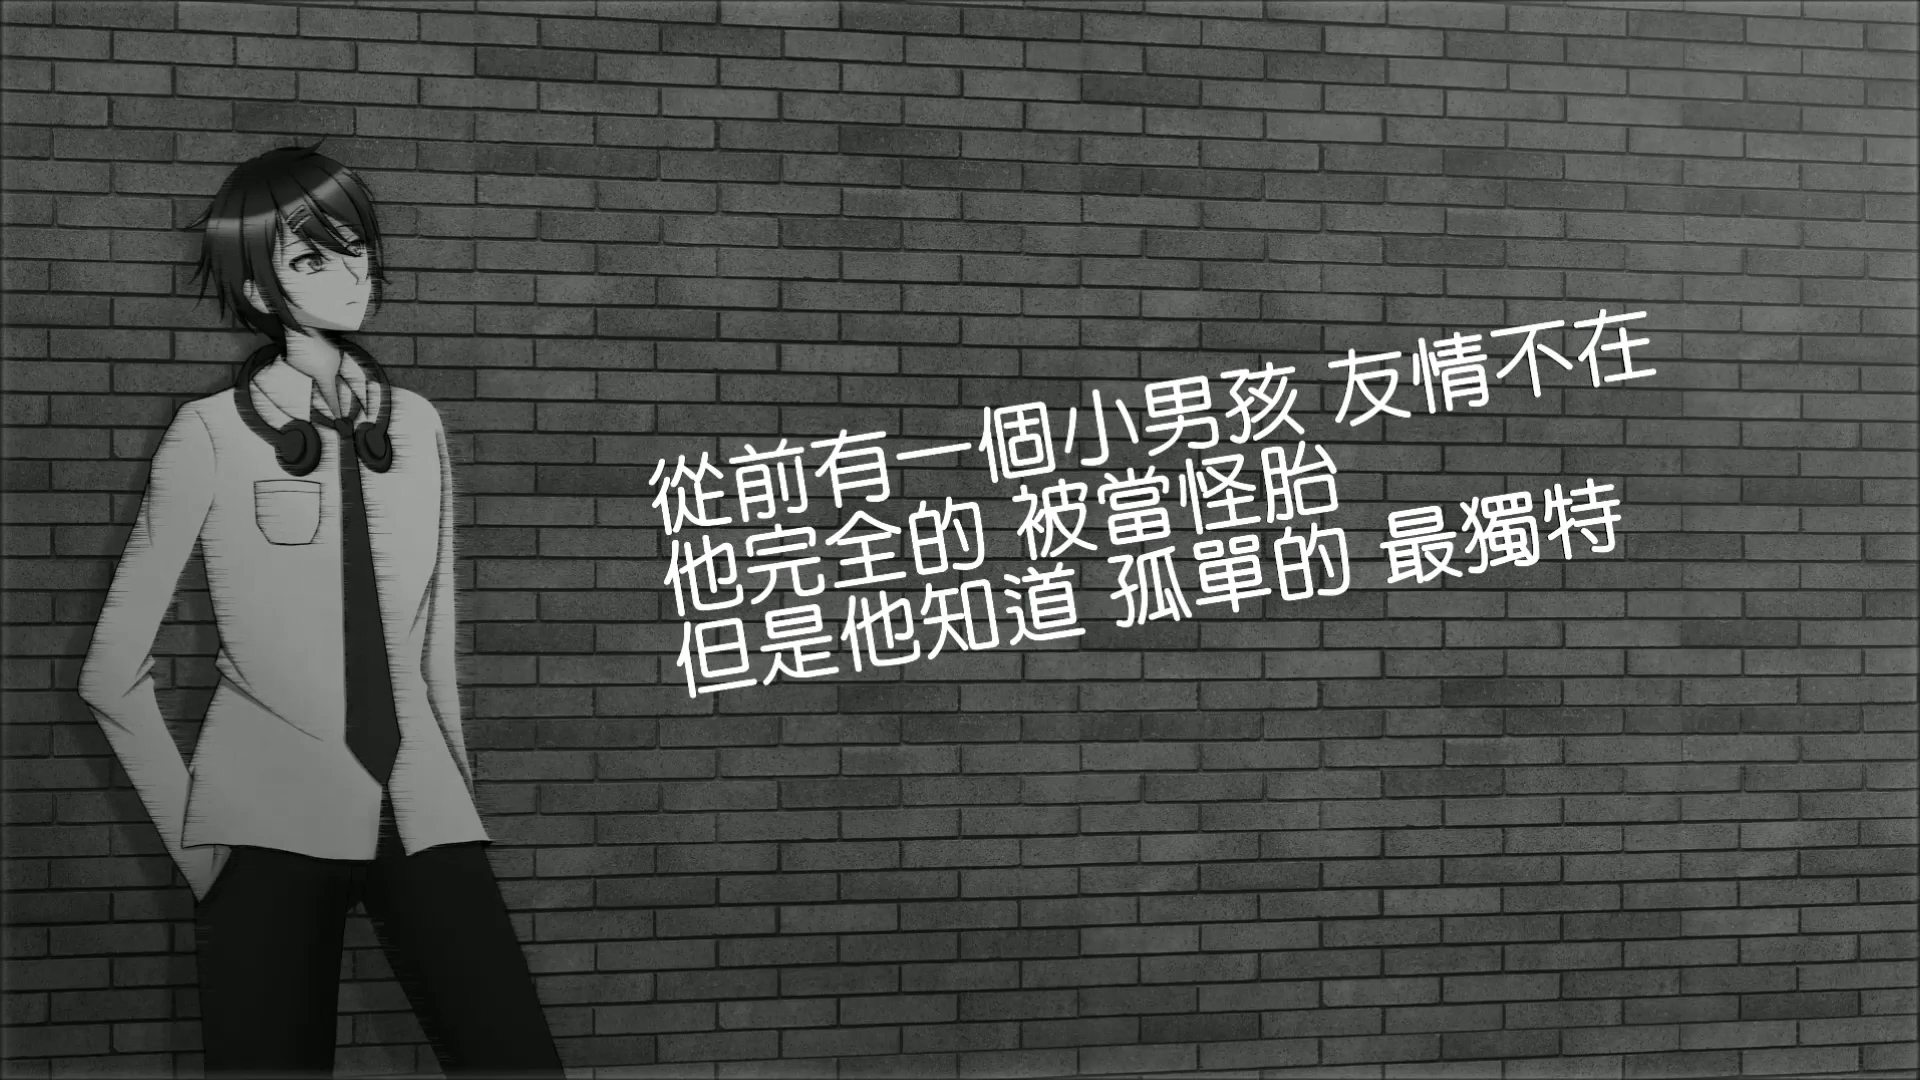 從前有一個小男孩 友情不在
他完全的 被當怪胎
但是他知道 孤單的 最獨特